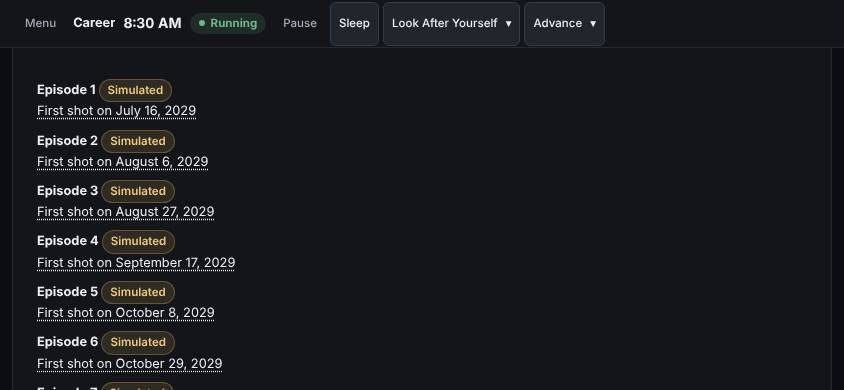 Menu Career 8:30 AM Running Pause Sleep Look After Yourself ▾ Advance ▾
Episode 1 Simulated
First shot on July 16, 2029
Episode 2 Simulated
First shot on August 6, 2029
Episode 3 Simulated
First shot on August 27, 2029
Episode 4 Simulated
First shot on September 17, 2029
Episode 5 Simulated
First shot on October 8, 2029
Episode 6 Simulated
First shot on October 29, 2029